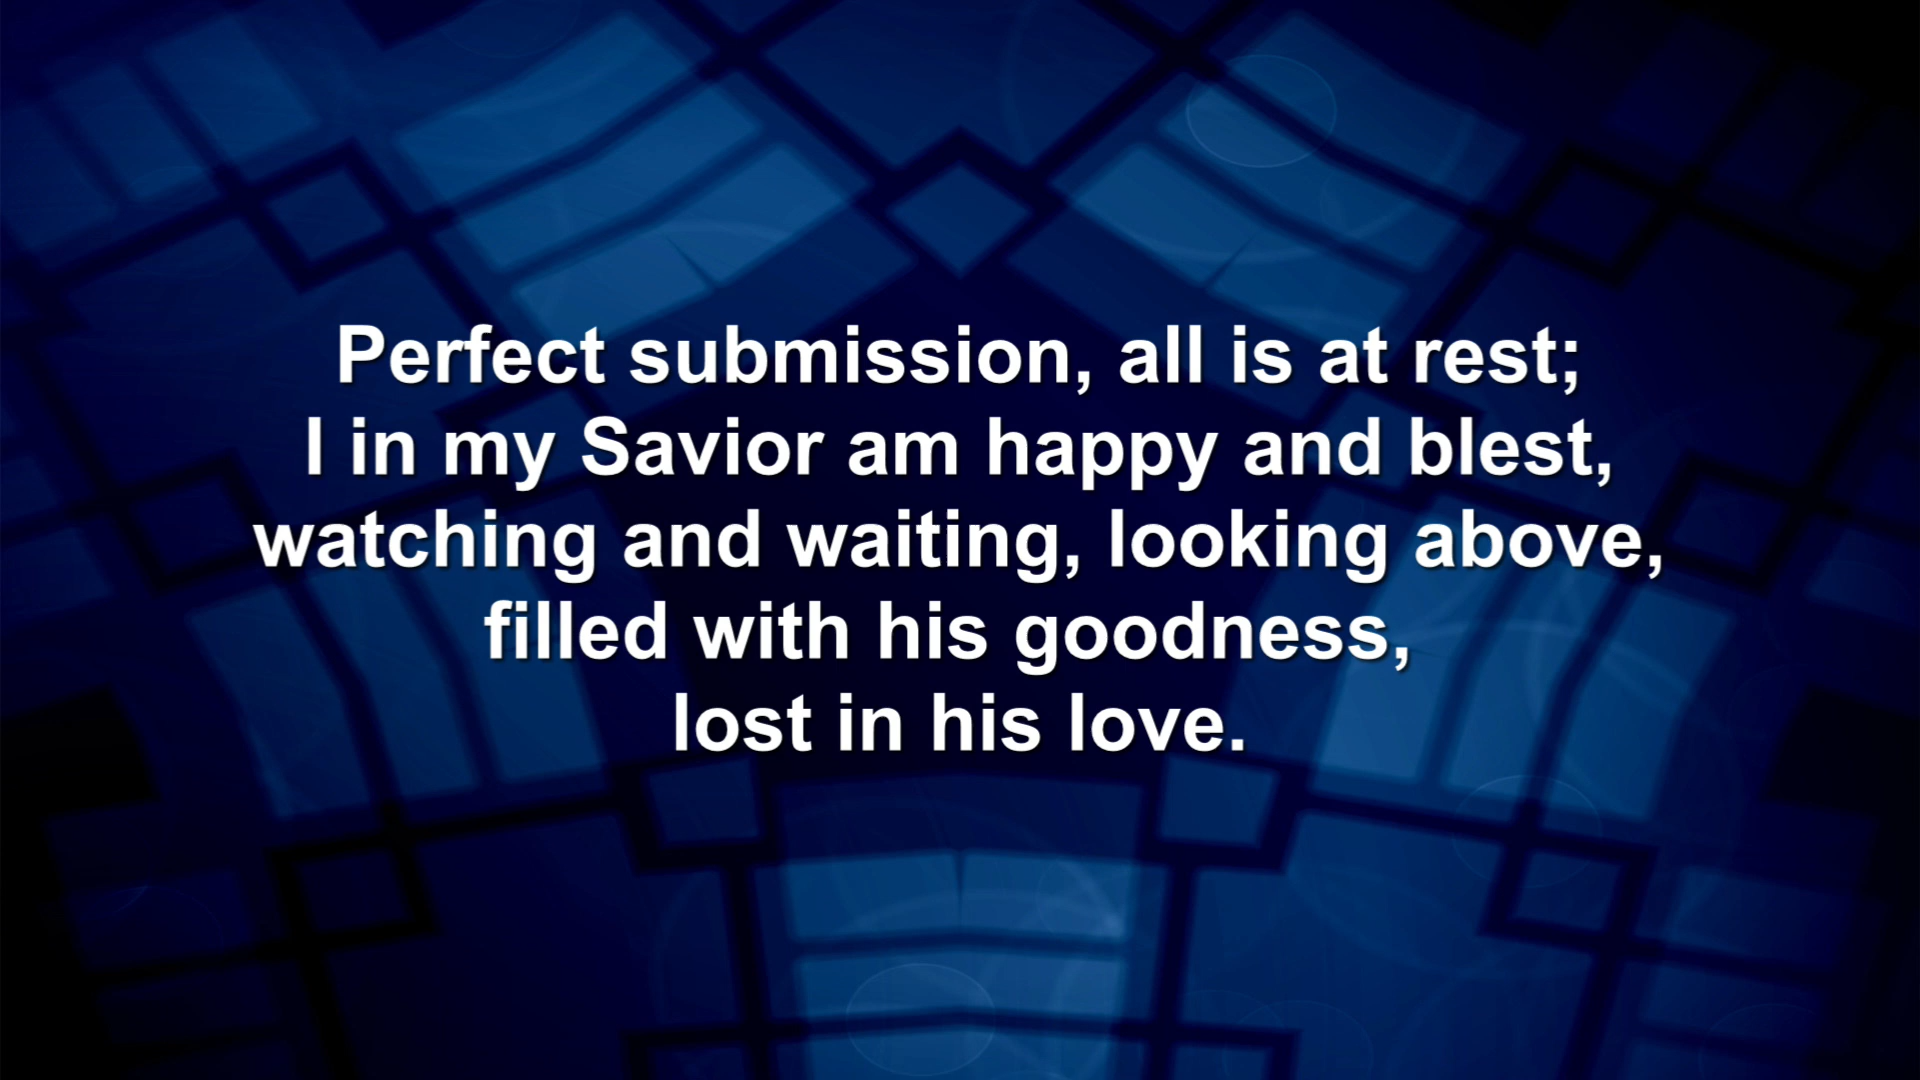 Perfect submission, all is at rest;
I in my Savior am happy and blest,
watching and waiting, looking above,
filled with his goodness,
lost in his love.